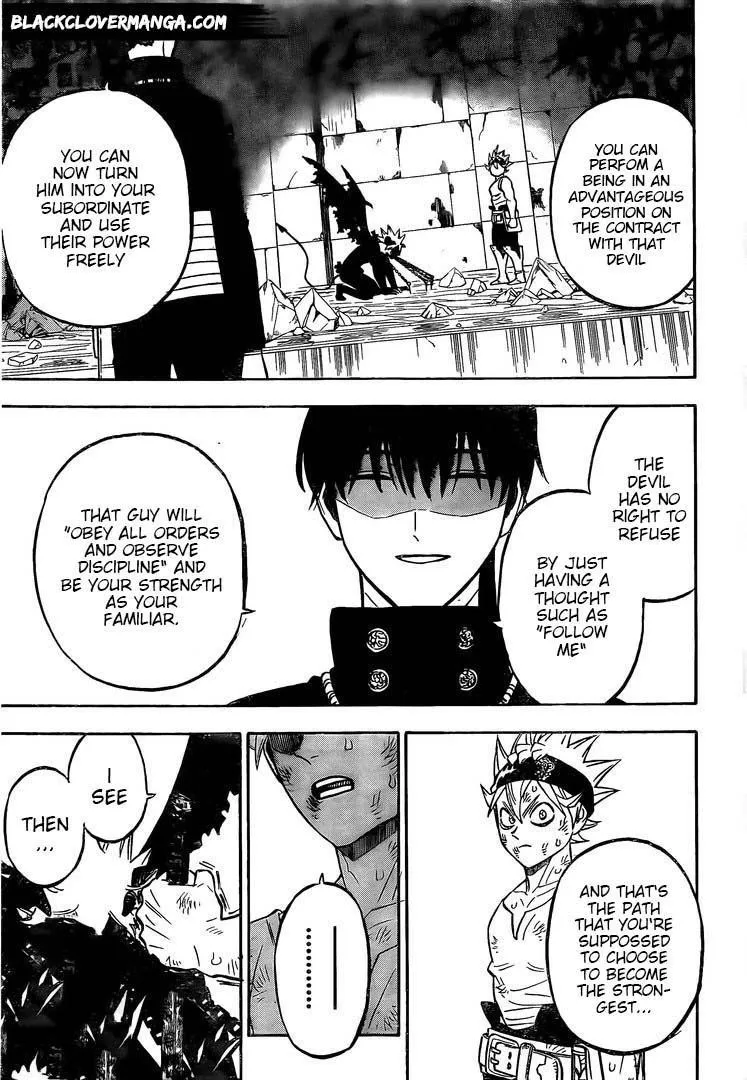 BLACKCLOVERMANGA.COM
YOU CAN
PERFOM A
BEING IN AN
ADVANTAGEOUS
POSITION ON
THE CONTRACT
WITH THAT
DEVIL
YOU CAN
NOW TURN
HIM INTO YOUR
SUBORDINATE
AND USE
THEIR POWER
FREELY
THE
DEVIL
HAS NO
RIGHT TO
REFUSE
BY JUST
HAVING A
THOUGHT
SUCH AS
"FOLLOW
ME"
THAT GUY WILL
"OBEY ALL ORDERS
AND OBSERVE
DISCIPLINE" AND
BE YOUR STRENGTH
AS YOUR
FAMILIAR.
AND THAT'S
THE PATH
THAT YOU'RE
SUPPOSSED
TO CHOOSE
TO BECOME
THE STRON-
GEST...
I
SEE
THEN
...